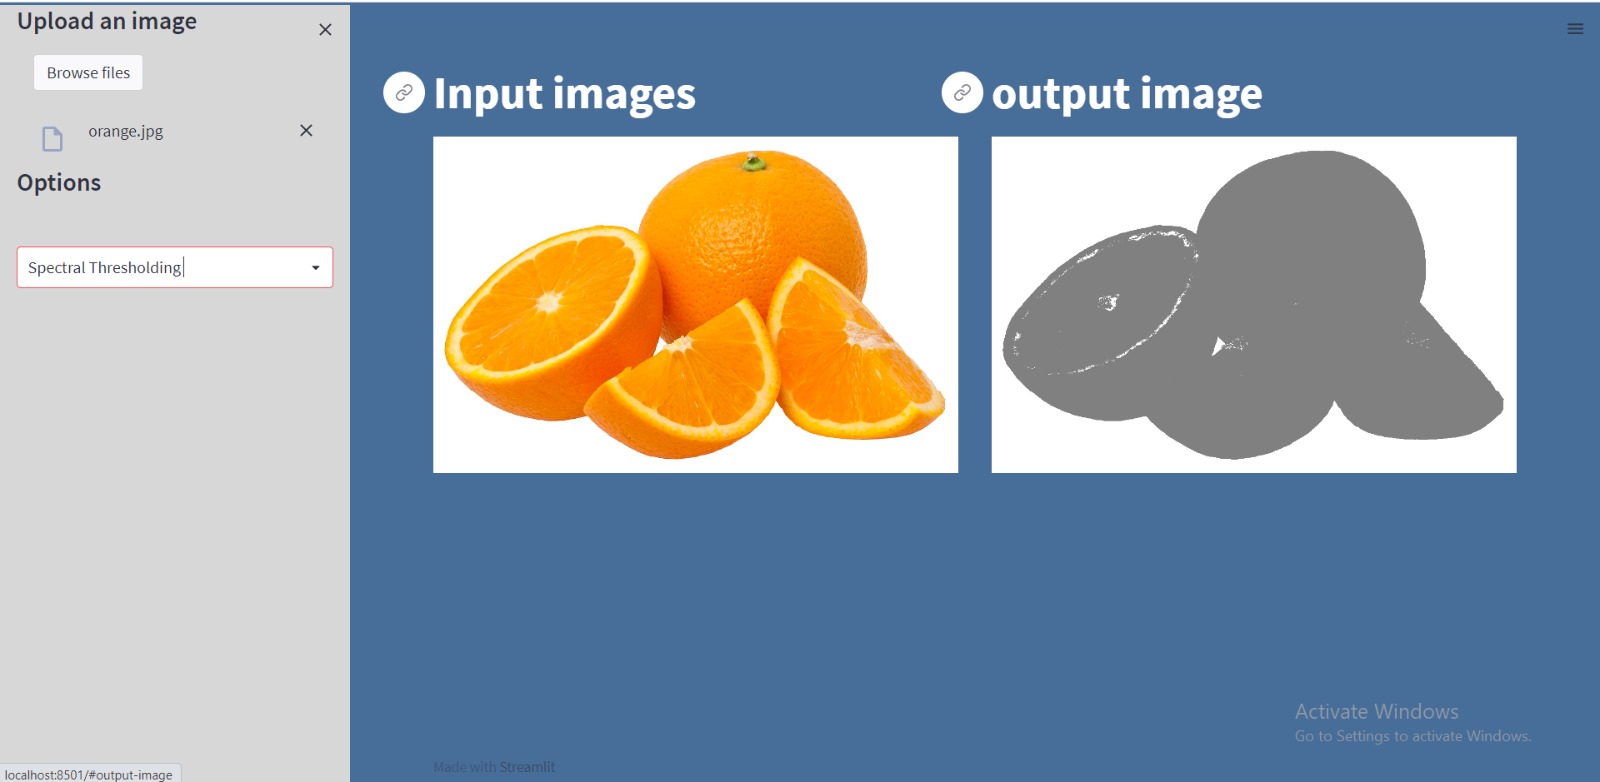 Upload an image
Browse files
orange.jpg
Options
Spectral Thresholding
Input images
output image
Activate Windows
Go to Settings to activate Windows.
Made with Streamlit
localhost:8501/#output-image